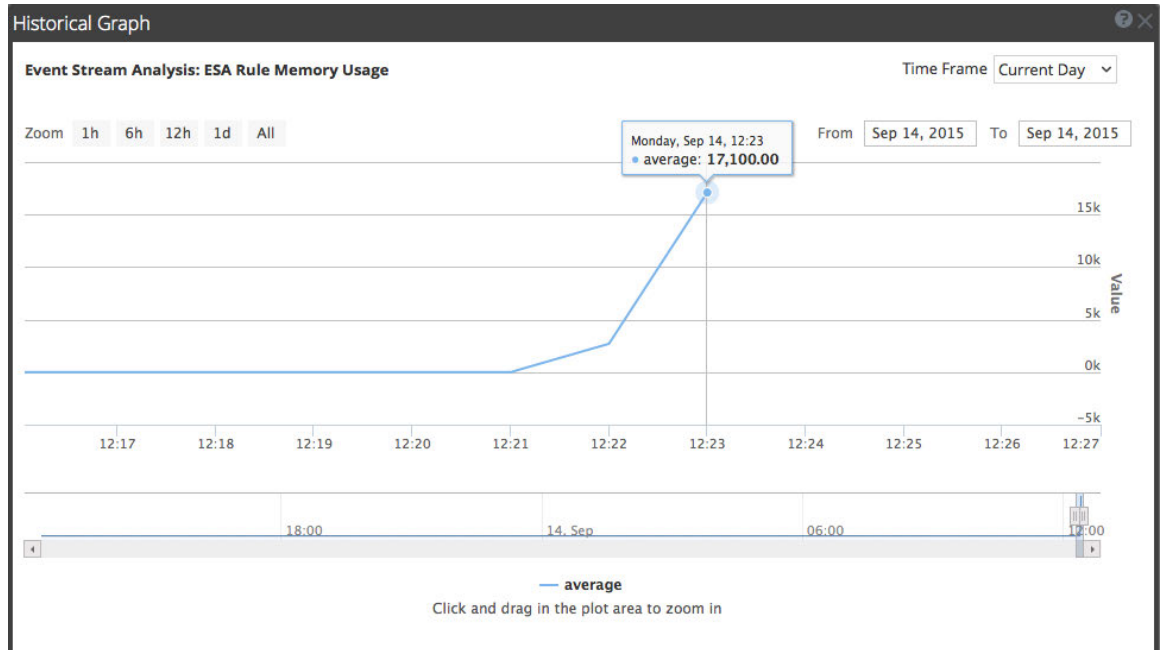 Historical Graph
Event Stream Analysis: ESA Rule Memory Usage
Time Frame Current Day
Zoom 1h 6h 12h 1d All
From Sep 14, 2015 To Sep 14, 2015
Monday, Sep 14, 12:23
average: 17,100.00
15k
10k
5k
0k
-5k
Value
12:17 12:18 12:19 12:20 12:21 12:22 12:23 12:24 12:25 12:26 12:27
18:00 14. Sep 06:00 12:00
average
Click and drag in the plot area to zoom in